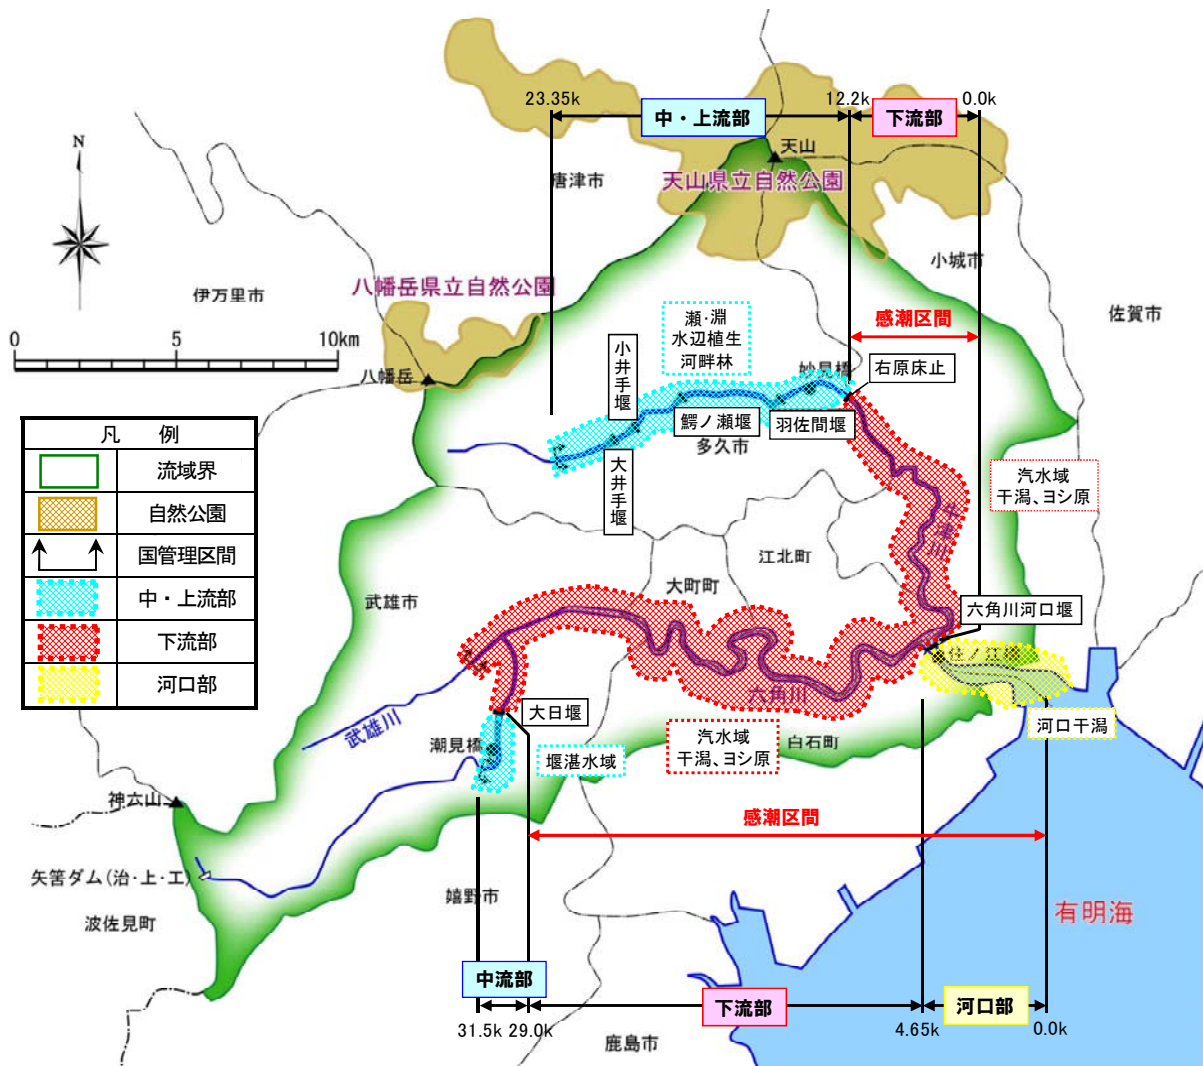 23.35k
中・上流部
12.2k
下流部
0.0k
天山
唐津市
天山県立自然公園
N
小城市
八幡岳県立自然公園
伊万里市
佐賀市
瀬・淵
水辺植生
河畔林
感潮区間
0
5
10km
小井手堰
妙見橋
右原床止
八幡岳
鰐ノ瀬堰
羽佐間堰
多久市
凡 例
流域界
自然公園
国管理区間
中・上流部
下流部
河口部
大井手堰
汽水域
干潟、ヨシ原
牛津川
江北町
大町町
武雄市
六角川河口堰
住ノ江橋
六角川
大日堰
武雄川
潮見橋
堰湛水域
汽水域
干潟、ヨシ原
白石町
河口干潟
神六山
感潮区間
矢筈ダム(治・上・工)
嬉野市
波佐見町
有明海
中流部
下流部
河口部
31.5k
29.0k
4.65k
0.0k
鹿島市